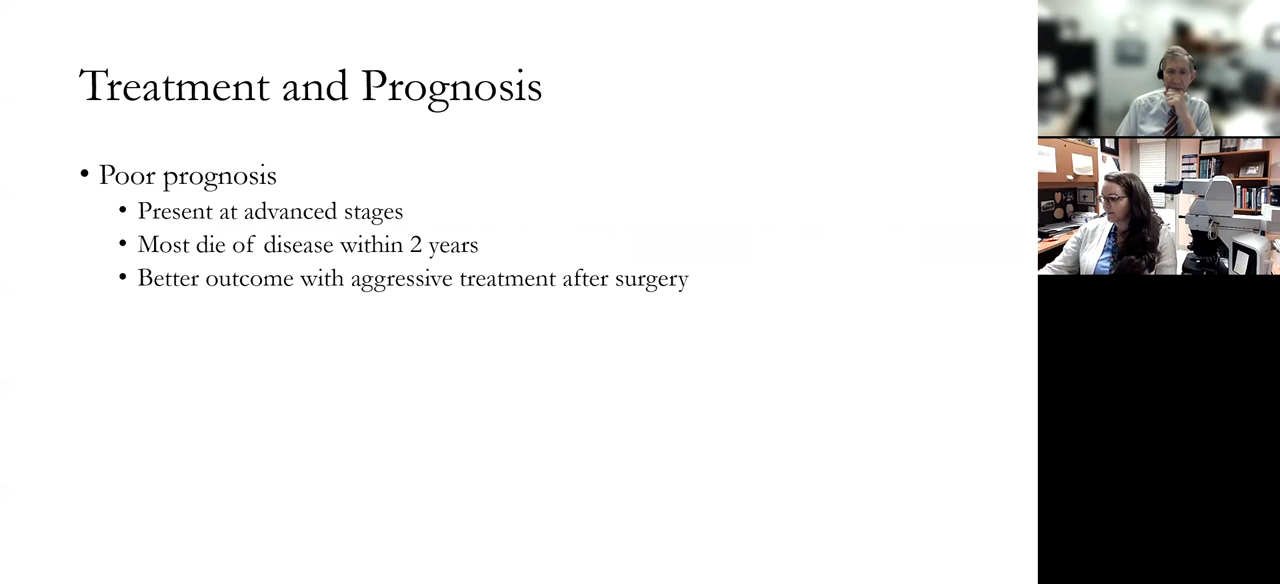 Treatment and Prognosis
• Poor prognosis
• Present at advanced stages
• Most die of disease within 2 years
• Better outcome with aggressive treatment after surgery